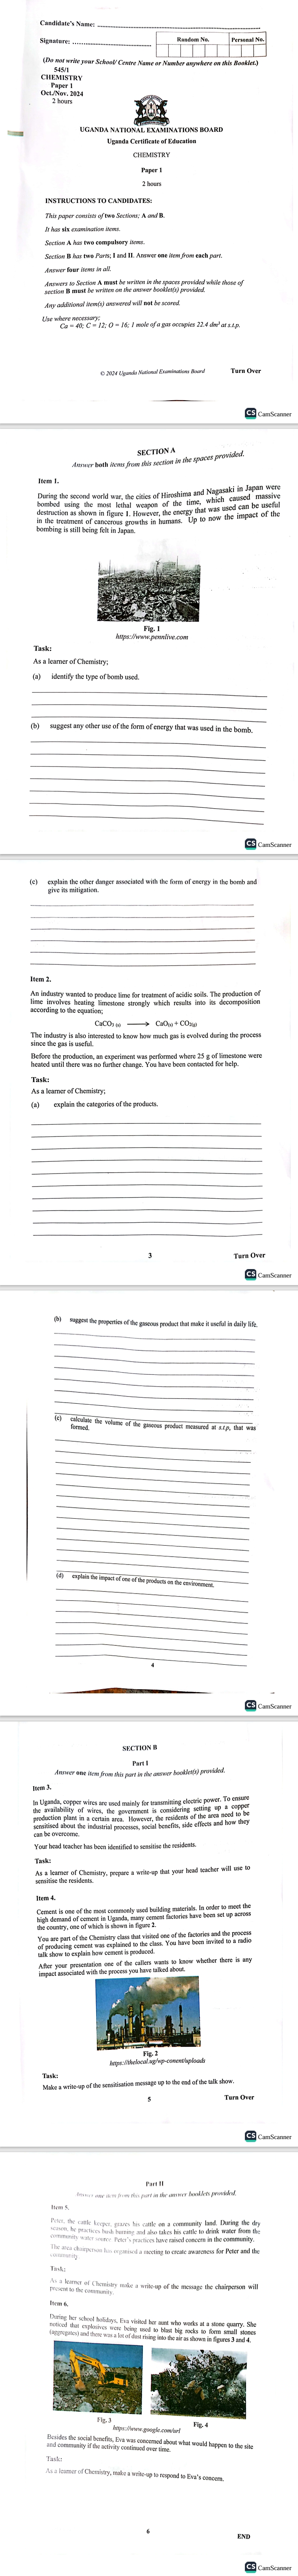 Candidate's Name:
Signature:
Random No.
Personal No.
(Do not write your School/ Centre Name or Number anywhere on this Booklet.)
545/1
CHEMISTRY
Paper 1
Oct./Nov. 2024
2 hours
UGANDA NATIONAL EXAMINATIONS BOARD
Uganda Certificate of Education
CHEMISTRY
Paper 1
2 hours
INSTRUCTIONS TO CANDIDATES:
This paper consists of two Sections; A and B.
It has six examination items.
Section A has two compulsory items.
Section B has two Parts; I and II. Answer one item from each part.
Answer four items in all.
Answers to Section A must be written in the spaces provided while those of
section B must be written on the answer booklet(s) provided.
Any additional item(s) answered will not be scored.
Use where necessary;
Ca = 40; C = 12; O = 16; 1 mole of a gas occupies 22.4 dm³ at s.t.p.
© 2024 Uganda National Examinations Board
Turn Over
CS CamScanner
SECTION A
Answer both items from this section in the spaces provided.
Item 1.
During the second world war, the cities of Hiroshima and Nagasaki in Japan were
bombed using the most lethal weapon of the time, which caused massive
destruction as shown in figure 1. However, the energy that was used can be useful
in the treatment of cancerous growths in humans. Up to now the impact of the
bombing is still being felt in Japan.
Fig. 1
https://www.pennlive.com
Task:
As a learner of Chemistry;
(a) identify the type of bomb used.
(b) suggest any other use of the form of energy that was used in the bomb.
CS CamScanner
(c) explain the other danger associated with the form of energy in the bomb and
give its mitigation.
Item 2.
An industry wanted to produce lime for treatment of acidic soils. The production of
lime involves heating limestone strongly which results into its decomposition
according to the equation;
CaCO3 (s) ⟶ CaO(s) + CO2(g)
The industry is also interested to know how much gas is evolved during the process
since the gas is useful.
Before the production, an experiment was performed where 25 g of limestone were
heated until there was no further change. You have been contacted for help.
Task:
As a learner of Chemistry;
(a) explain the categories of the products.
3
Turn Over
CS CamScanner
(b) suggest the properties of the gaseous product that make it useful in daily life.
(c) calculate the volume of the gaseous product measured at s.t.p, that was
formed.
(d) explain the impact of one of the products on the environment.
4
CS CamScanner
SECTION B
Part I
Answer one item from this part in the answer booklet(s) provided.
Item 3.
In Uganda, copper wires are used mainly for transmitting electric power. To ensure
the availability of wires, the government is considering setting up a copper
production plant in a certain area. However, the residents of the area need to be
sensitised about the industrial processes, social benefits, side effects and how they
can be overcome.
Your head teacher has been identified to sensitise the residents.
Task:
As a learner of Chemistry, prepare a write-up that your head teacher will use to
sensitise the residents.
Item 4.
Cement is one of the most commonly used building materials. In order to meet the
high demand of cement in Uganda, many cement factories have been set up across
the country, one of which is shown in figure 2.
You are part of the Chemistry class that visited one of the factories and the process
of producing cement was explained to the class. You have been invited to a radio
talk show to explain how cement is produced.
After your presentation one of the callers wants to know whether there is any
impact associated with the process you have talked about.
Fig. 2
https://thelocal.ug/wp-conent/uploads
Task:
Make a write-up of the sensitisation message up to the end of the talk show.
5
Turn Over
CS CamScanner
Part II
Answer one item from this part in the answer booklets provided.
Item 5.
Peter, the cattle keeper, grazes his cattle on a community land. During the dry
season, he practices bush burning and also takes his cattle to drink water from the
community water source. Peter's practices have raised concern in the community.
The area chairperson has organised a meeting to create awareness for Peter and the
community.
Task:
As a learner of Chemistry make a write-up of the message the chairperson will
present to the community.
Item 6.
During her school holidays, Eva visited her aunt who works at a stone quarry. She
noticed that explosives were being used to blast big rocks to form small stones
(aggregates) and there was a lot of dust rising into the air as shown in figures 3 and 4.
Fig. 3
Fig. 4
https://www.google.com/url
Besides the social benefits, Eva was concerned about what would happen to the site
and community if the activity continued over time.
Task:
As a learner of Chemistry, make a write-up to respond to Eva's concern.
6
END
CS CamScanner